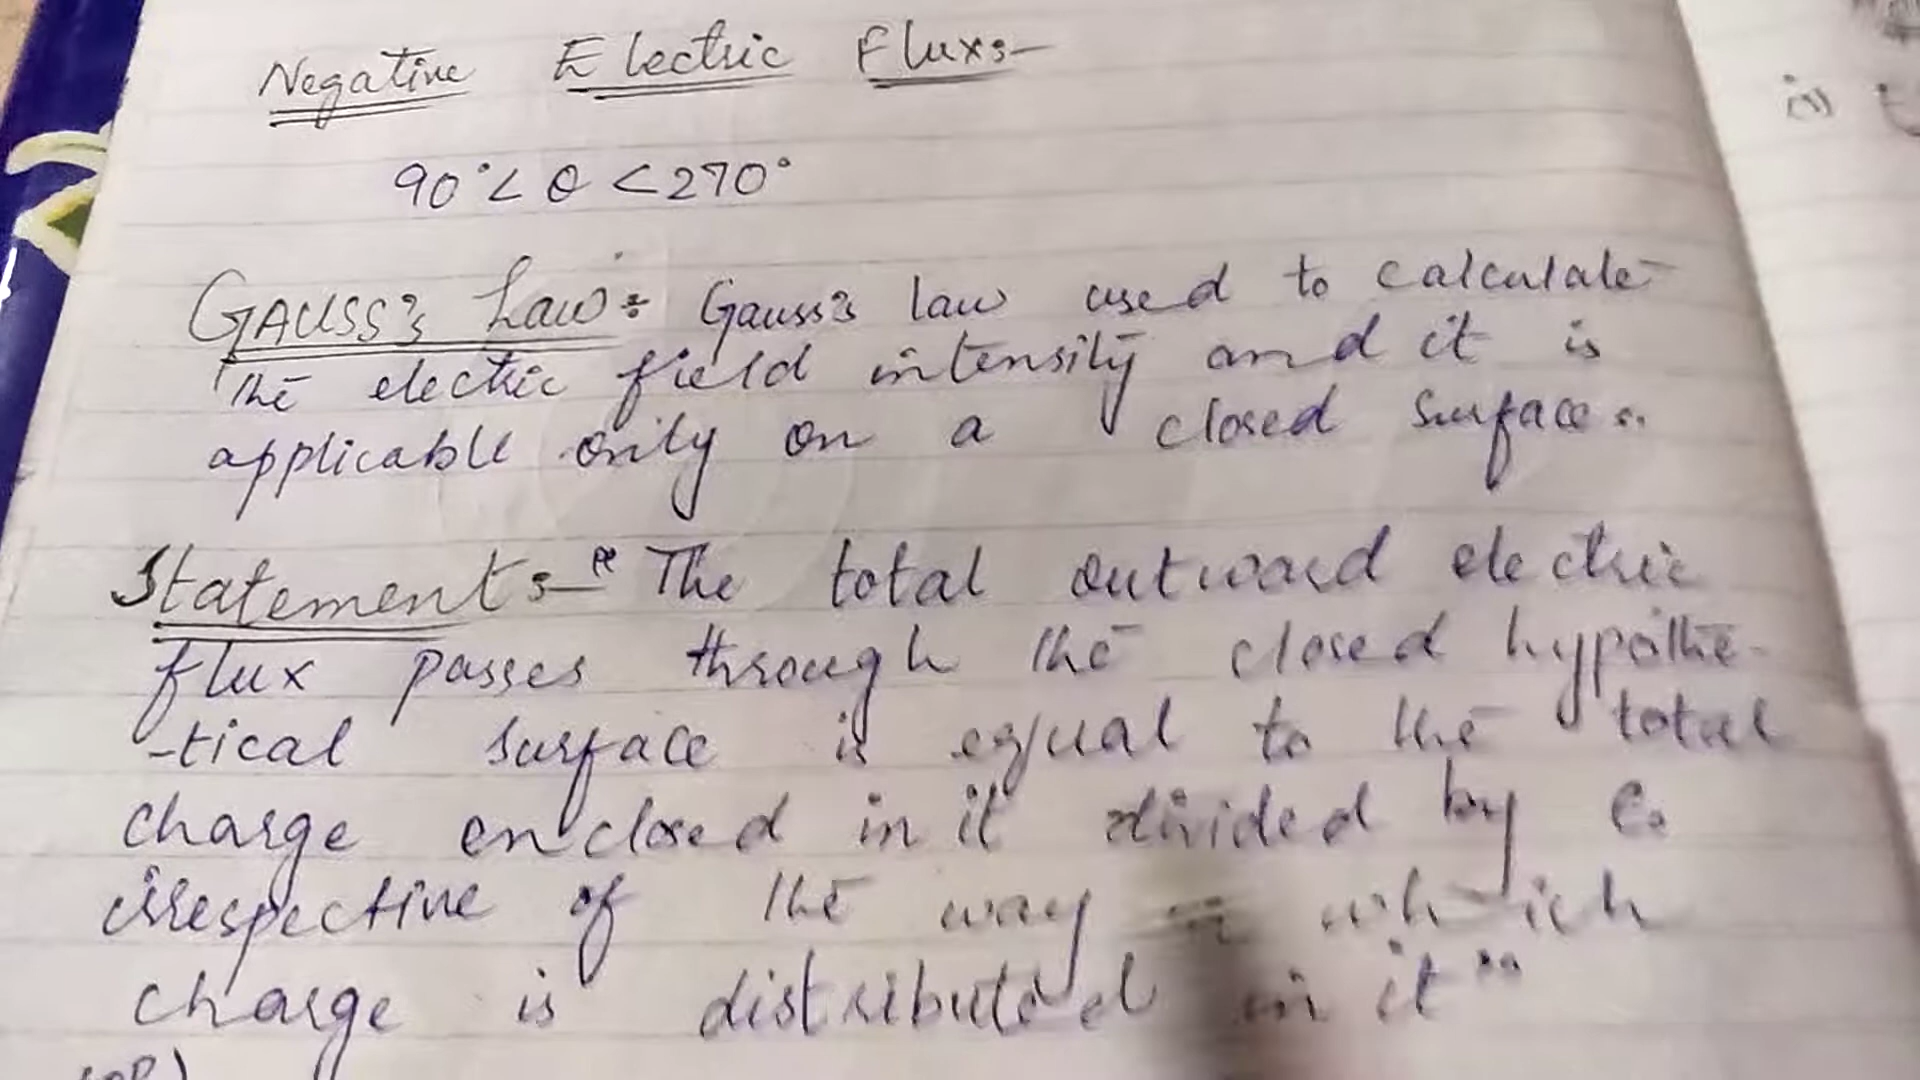 Negative Electric Flux:-
90° < θ < 270°
GAUSS's Law: Gauss's law used to calculate
the electric field intensity and it is
applicable only on a closed surface.
Statement:- " The total outward electric
flux passes through the closed hypothe-
-tical surface is equal to the total
charge enclosed in it divided by ϵ₀
irrespective of the way in which
charge is distributed in it "
(i)